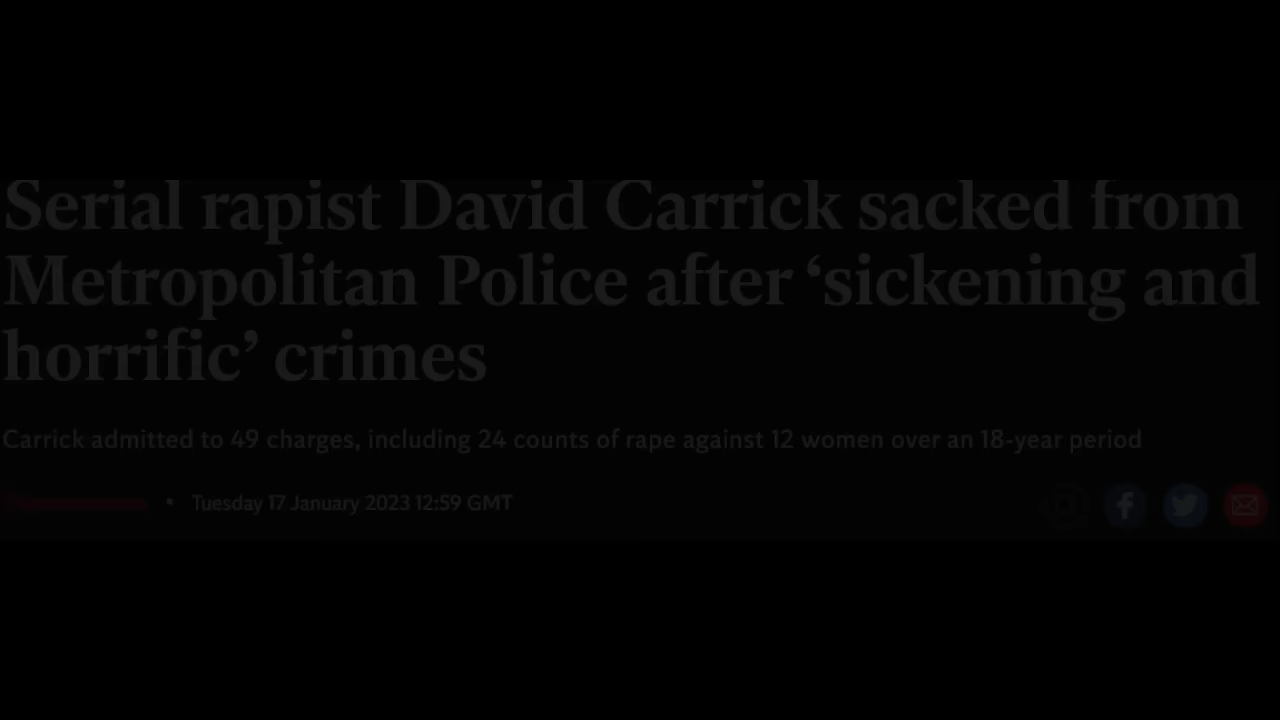 Serial rapist David Carrick sacked from
Metropolitan Police after ‘sickening and
horrific’ crimes
Carrick admitted to 49 charges, including 24 counts of rape against 12 women over an 18-year period
• Tuesday 17 January 2023 12:59 GMT